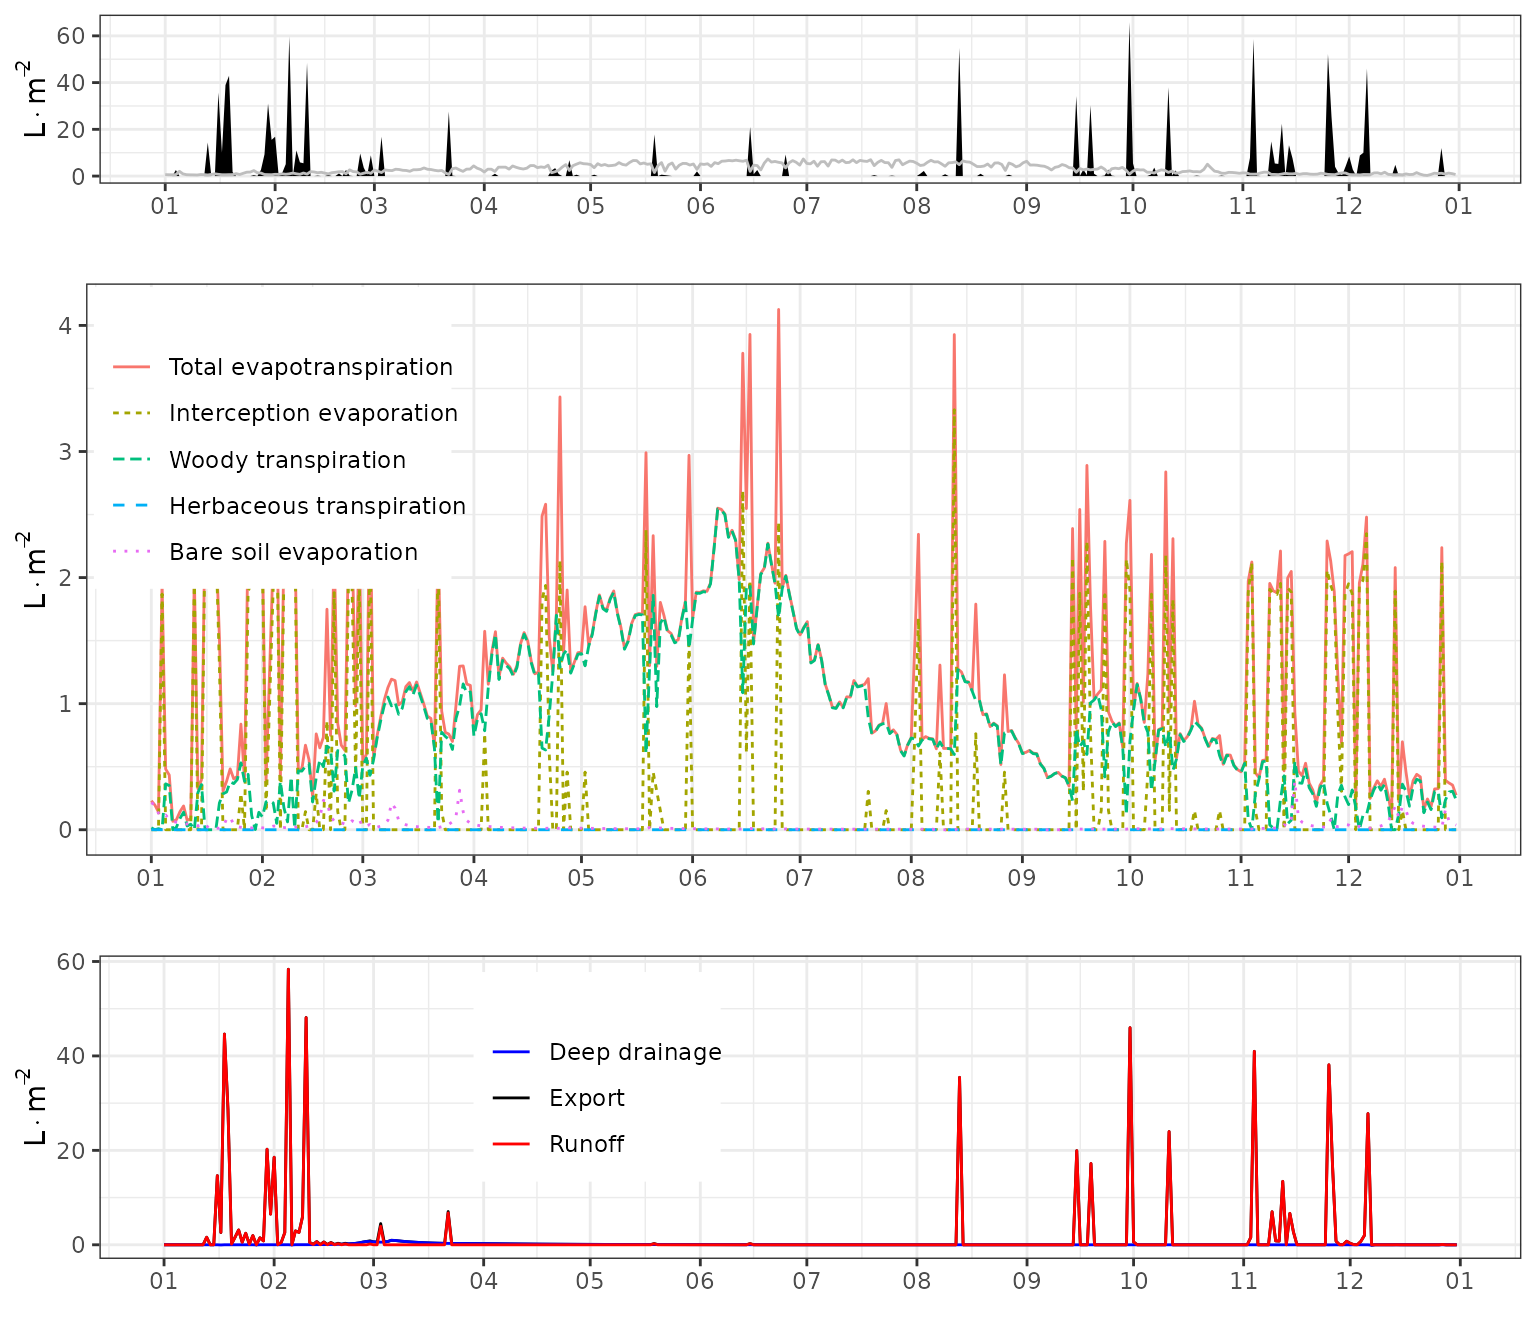 60
40
20
0
L · m⁻²
01 02 03 04 05 06 07 08 09 10 11 12 01
4
3
2
1
0
L · m⁻²
Total evapotranspiration
Interception evaporation
Woody transpiration
Herbaceous transpiration
Bare soil evaporation
01 02 03 04 05 06 07 08 09 10 11 12 01
60
40
20
0
L · m⁻²
Deep drainage
Export
Runoff
01 02 03 04 05 06 07 08 09 10 11 12 01